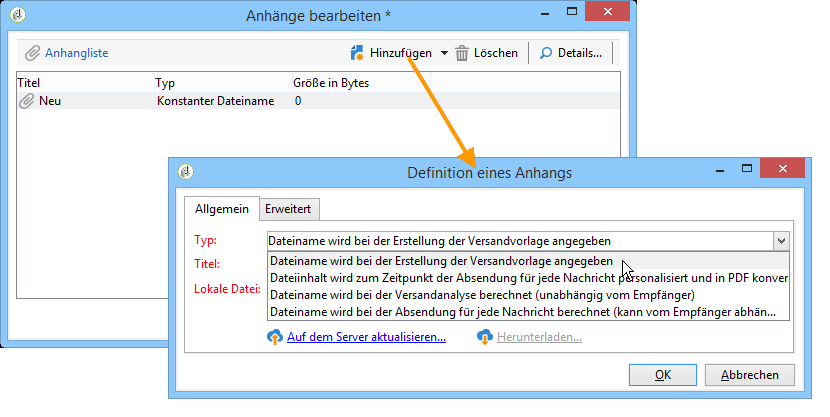 Anhänge bearbeiten *
Anhangliste Hinzufügen Löschen Details...
Titel Typ Größe in Bytes
Neu Konstanter Dateiname 0
Definition eines Anhangs
Allgemein Erweitert
Typ: Dateiname wird bei der Erstellung der Versandvorlage angegeben
Titel: Dateiname wird bei der Erstellung der Versandvorlage angegeben
Dateiinhalt wird zum Zeitpunkt der Absendung für jede Nachricht personalisiert und in PDF konver
Lokale Datei: Dateiname wird bei der Versandanalyse berechnet (unabhängig vom Empfänger)
Dateiname wird bei der Absendung für jede Nachricht berechnet (kann vom Empfänger abhän...
Auf dem Server aktualisieren... Herunterladen...
OK Abbrechen